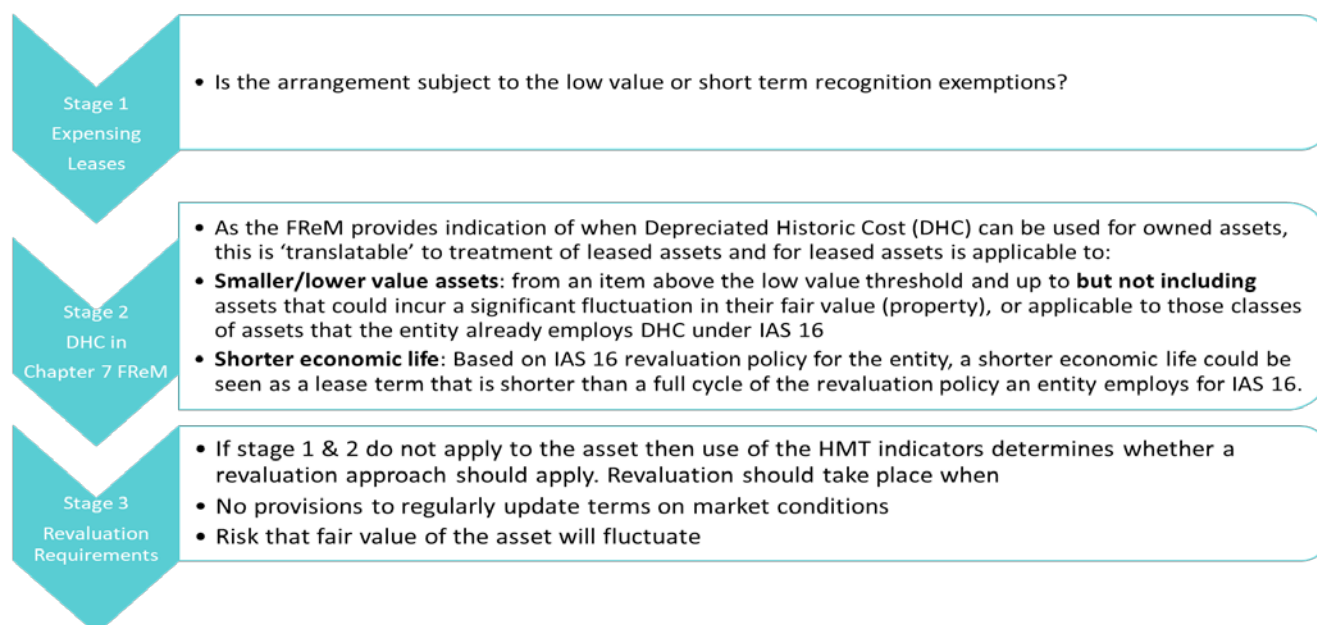 Stage 1
Expensing
Leases
• Is the arrangement subject to the low value or short term recognition exemptions?
Stage 2
DHC in
Chapter 7 FReM
• As the FReM provides indication of when Depreciated Historic Cost (DHC) can be used for owned assets,
this is ‘translatable’ to treatment of leased assets and for leased assets is applicable to:
• Smaller/lower value assets: from an item above the low value threshold and up to but not including
assets that could incur a significant fluctuation in their fair value (property), or applicable to those classes
of assets that the entity already employs DHC under IAS 16
• Shorter economic life: Based on IAS 16 revaluation policy for the entity, a shorter economic life could be
seen as a lease term that is shorter than a full cycle of the revaluation policy an entity employs for IAS 16.
Stage 3
Revaluation
Requirements
• If stage 1 & 2 do not apply to the asset then use of the HMT indicators determines whether a
revaluation approach should apply. Revaluation should take place when
• No provisions to regularly update terms on market conditions
• Risk that fair value of the asset will fluctuate